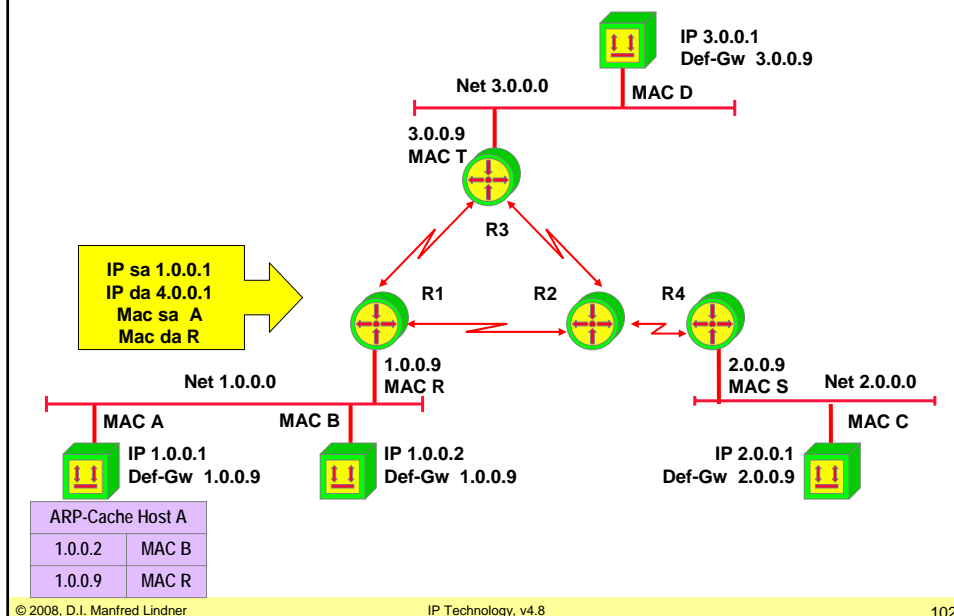 IP 3.0.0.1
Def-Gw 3.0.0.9
Net 3.0.0.0
MAC D
3.0.0.9
MAC T
R3
IP sa 1.0.0.1
IP da 4.0.0.1
Mac sa A
Mac da R
R1
R2
R4
1.0.0.9
MAC R
2.0.0.9
MAC S
Net 1.0.0.0
Net 2.0.0.0
MAC A
MAC B
MAC C
IP 1.0.0.1
Def-Gw 1.0.0.9
IP 1.0.0.2
Def-Gw 1.0.0.9
IP 2.0.0.1
Def-Gw 2.0.0.9
ARP-Cache Host A
1.0.0.2 MAC B
1.0.0.9 MAC R
© 2008, D.I. Manfred Lindner IP Technology, v4.8 102